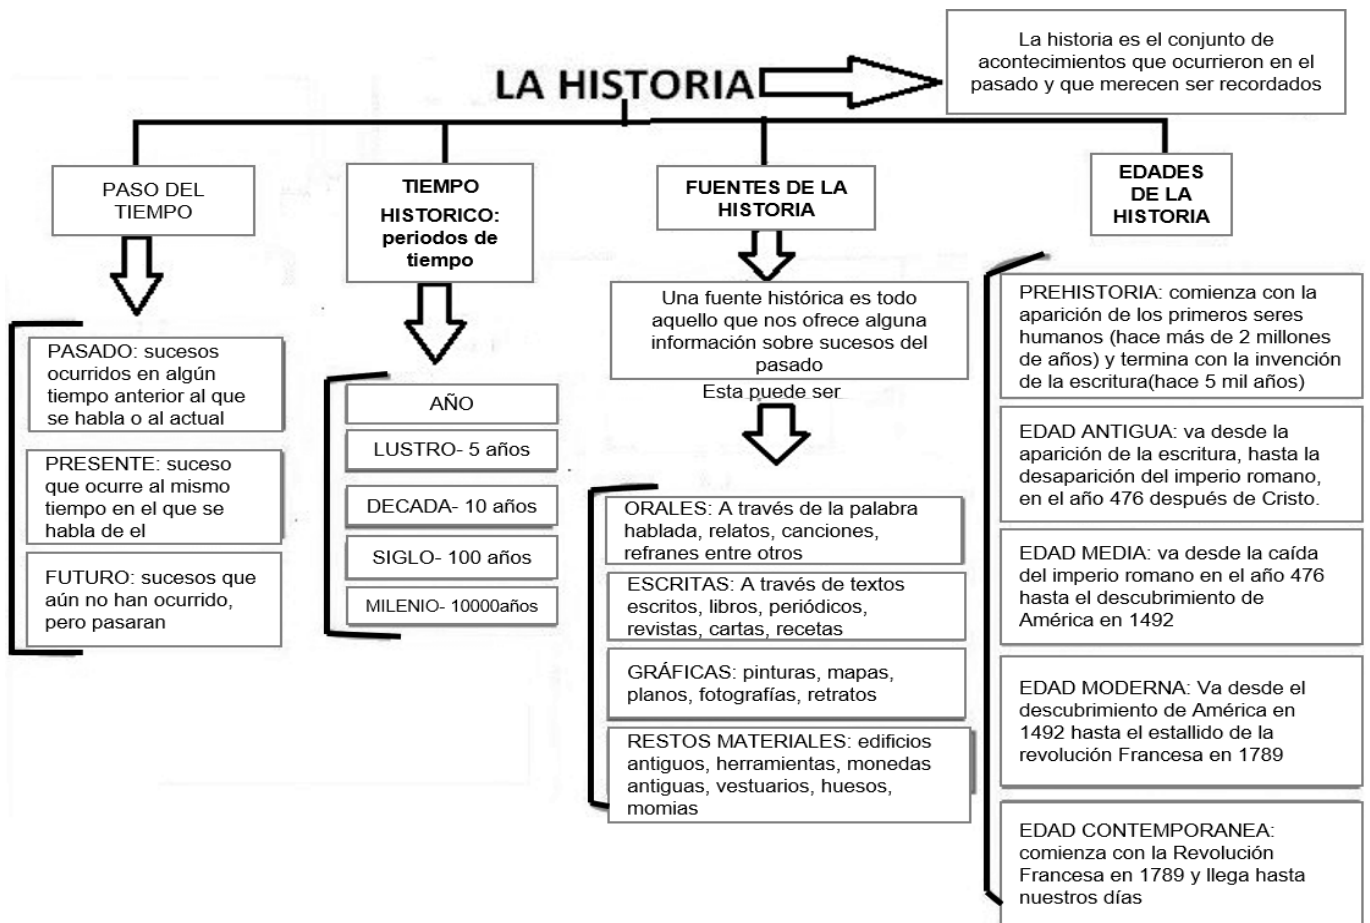 LA HISTORIA
La historia es el conjunto de
acontecimientos que ocurrieron en el
pasado y que merecen ser recordados
PASO DEL
TIEMPO
PASADO: sucesos
ocurridos en algún
tiempo anterior al que
se habla o al actual
PRESENTE: suceso
que ocurre al mismo
tiempo en el que se
habla de el
FUTURO: sucesos que
aún no han ocurrido,
pero pasaran
TIEMPO
HISTORICO:
periodos de
tiempo
AÑO
LUSTRO- 5 años
DECADA- 10 años
SIGLO- 100 años
MILENIO- 10000años
FUENTES DE LA
HISTORIA
Una fuente histórica es todo
aquello que nos ofrece alguna
información sobre sucesos del
pasado
Esta puede ser
ORALES: A través de la palabra
hablada, relatos, canciones,
refranes entre otros
ESCRITAS: A través de textos
escritos, libros, periódicos,
revistas, cartas, recetas
GRÁFICAS: pinturas, mapas,
planos, fotografías, retratos
RESTOS MATERIALES: edificios
antiguos, herramientas, monedas
antiguas, vestuarios, huesos,
momias
EDADES
DE LA
HISTORIA
PREHISTORIA: comienza con la
aparición de los primeros seres
humanos (hace más de 2 millones
de años) y termina con la invención
de la escritura(hace 5 mil años)
EDAD ANTIGUA: va desde la
aparición de la escritura, hasta la
desaparición del imperio romano,
en el año 476 después de Cristo.
EDAD MEDIA: va desde la caída
del imperio romano en el año 476
hasta el descubrimiento de
América en 1492
EDAD MODERNA: Va desde el
descubrimiento de América en
1492 hasta el estallido de la
revolución Francesa en 1789
EDAD CONTEMPORANEA:
comienza con la Revolución
Francesa en 1789 y llega hasta
nuestros días